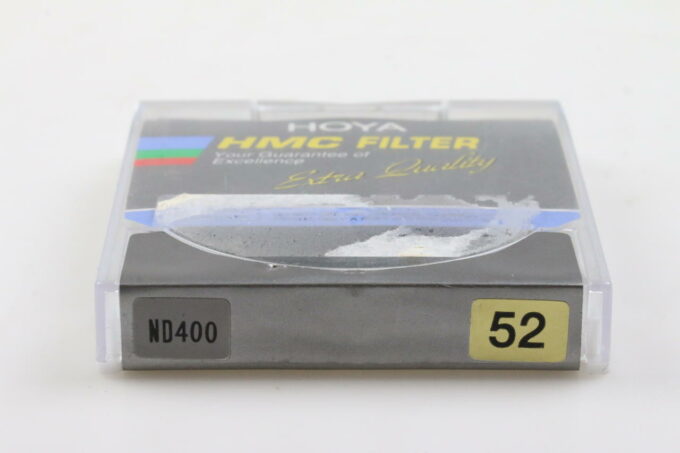 HOYA
HMC FILTER
Your Guarantee of
Excellence
Extra Quality
ND400
52